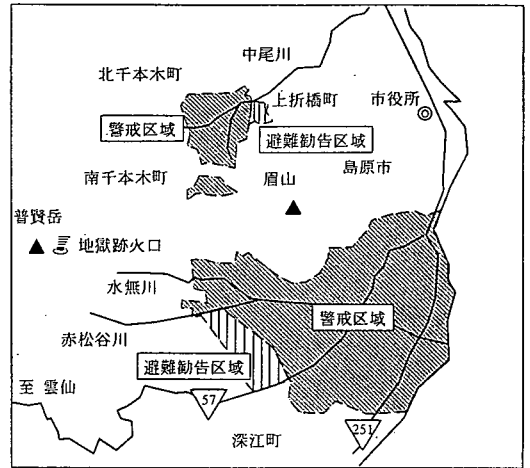 中尾川
北千本木町
上折橋町
市役所
警戒区域
避難勧告区域
島原市
南千本木町
眉山
普賢岳
地獄跡火口
水無川
警戒区域
赤松谷川
避難勧告区域
至 雲仙
57
深江町
251